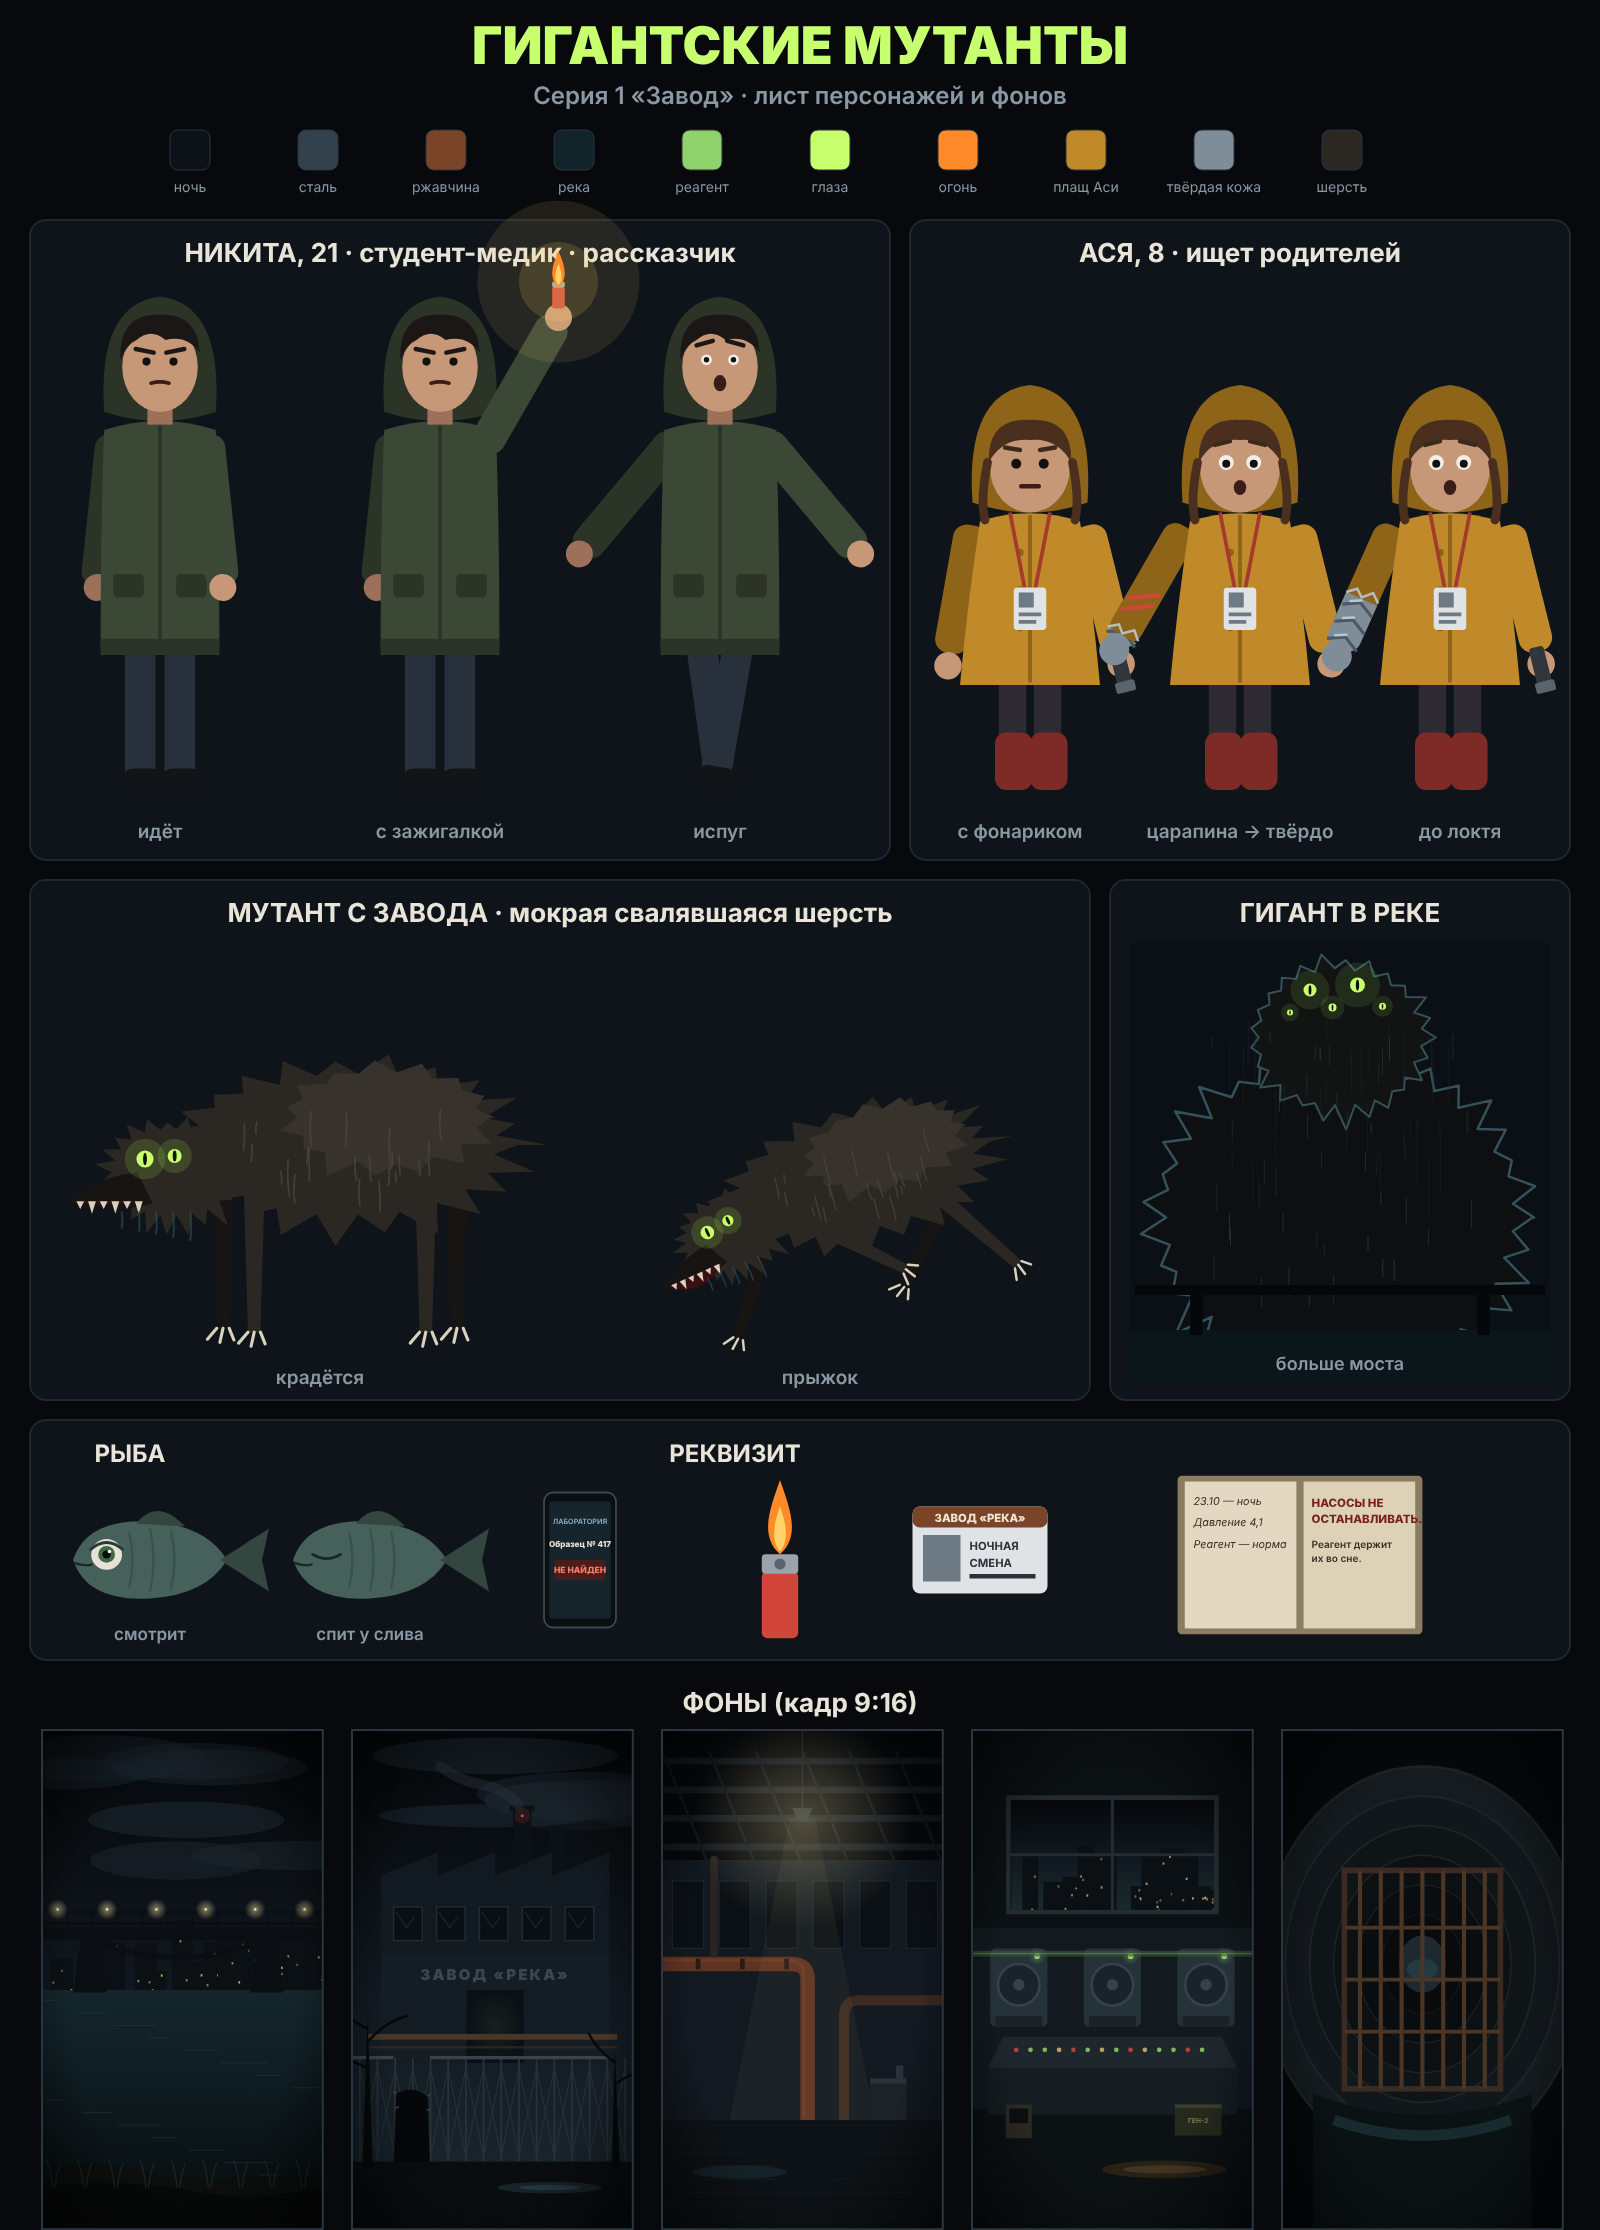 ГИГАНТСКИЕ МУТАНТЫ
Серия 1 «Завод» · лист персонажей и фонов
ночь
сталь
ржавчина
река
реагент
глаза
огонь
плащ Аси
твёрдая кожа
шерсть
НИКИТА, 21 · студент-медик · рассказчик
идёт
с зажигалкой
испуг
АСЯ, 8 · ищет родителей
с фонариком
царапина → твёрдо
до локтя
МУТАНТ С ЗАВОДА · мокрая свалявшаяся шерсть
крадётся
прыжок
ГИГАНТ В РЕКЕ
больше моста
РЫБА
смотрит
спит у слива
РЕКВИЗИТ
ЛАБОРАТОРИЯ
Образец № 417
НЕ НАЙДЕН
ЗАВОД «РЕКА»
НОЧНАЯ
СМЕНА
23.10 — ночь
Давление 4,1
Реагент — норма
НАСОСЫ НЕ
ОСТАНАВЛИВАТЬ.
Реагент держит
их во сне.
ФОНЫ (кадр 9:16)
ЗАВОД «РЕКА»
ГЕН-2